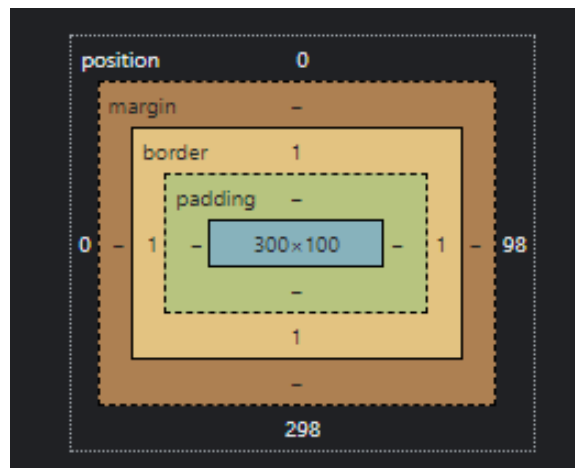 position 0
margin –
border 1
padding –
0 – 1 – 300×100 – 1 – 98
–
1
–
298